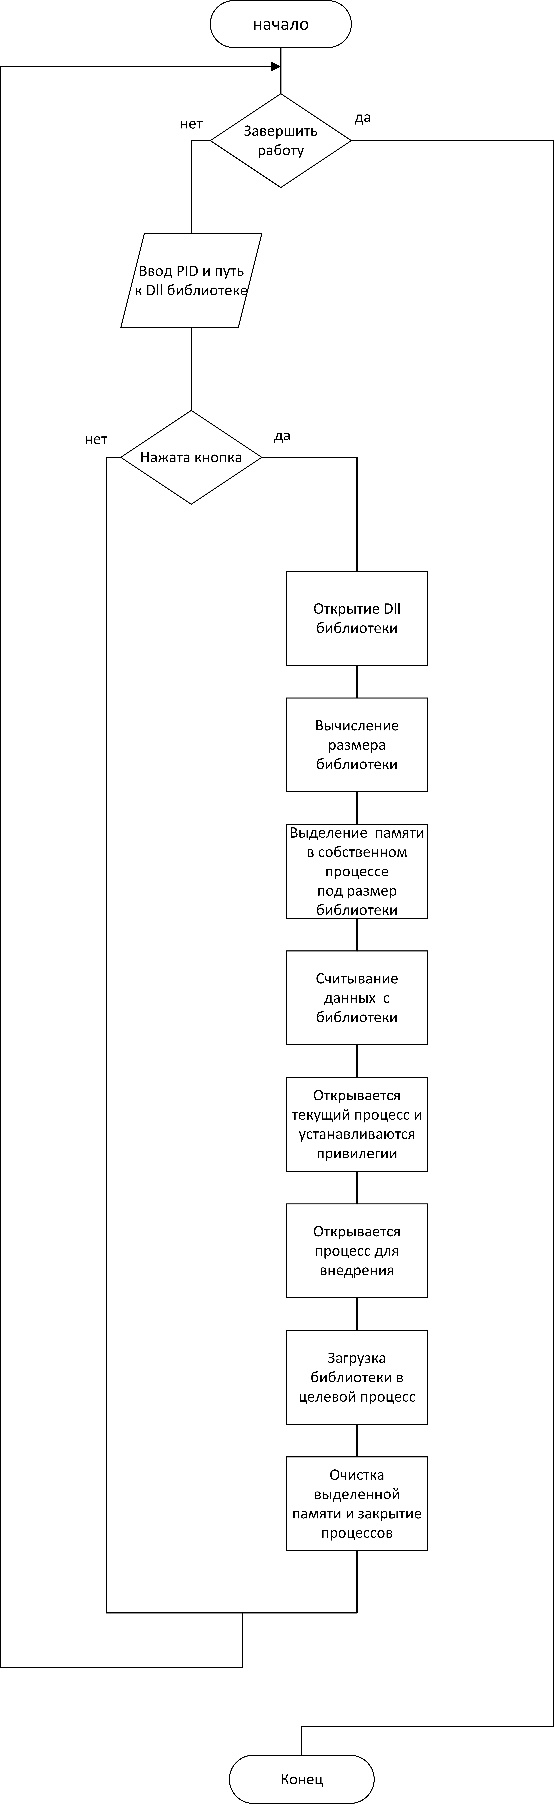 начало
нет
да
Завершить
работу
Ввод PID и путь
к Dll библиотеке
нет
да
Нажата кнопка
Открытие Dll
библиотеки
Вычисление
размера
библиотеки
Выделение памяти
в собственном
процессе
под размер
библиотеки
Считывание
данных с
библиотеки
Открывается
текущий процесс и
устанавливаются
привилегии
Открывается
процесс для
внедрения
Загрузка
библиотеки в
целевой процесс
Очистка
выделенной
памяти и закрытие
процессов
Конец